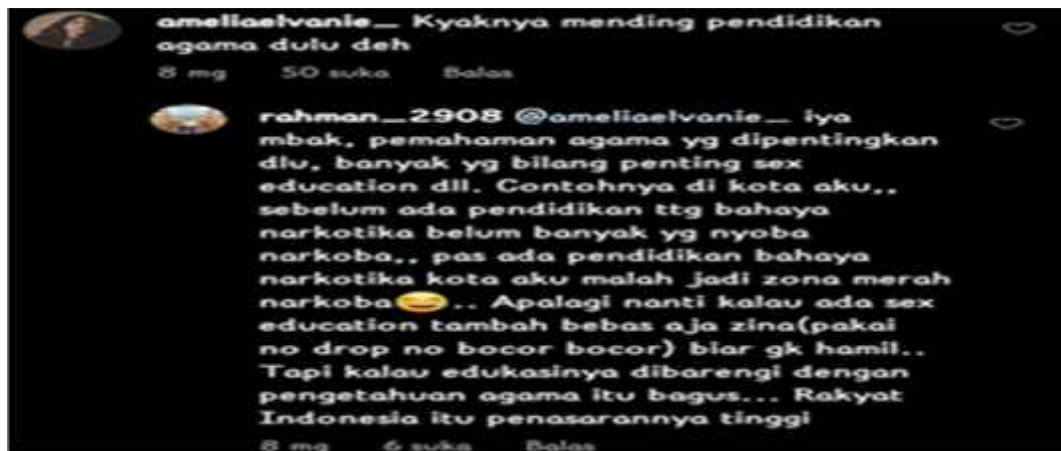 ameliaelvanie_ Kyaknya mending pendidikan
agama dulu deh
8 mg 50 suka Balas
rahman_2908 @ameliaelvanie_ iya
mbak, pemahaman agama yg dipentingkan
dlu, banyak yg bilang penting sex
education dll. Contohnya di kota aku,,
sebelum ada pendidikan ttg bahaya
narkotika belum banyak yg nyoba
narkoba,, pas ada pendidikan bahaya
narkotika kota aku malah jadi zona merah
narkoba😂.. Apalagi nanti kalau ada sex
education tambah bebas aja zina(pakai
no drop no bocor bocor) biar gk hamil..
Tapi kalau edukasinya dibarengi dengan
pengetahuan agama itu bagus... Rakyat
Indonesia itu penasarannya tinggi
8 mg 6 suka Balas